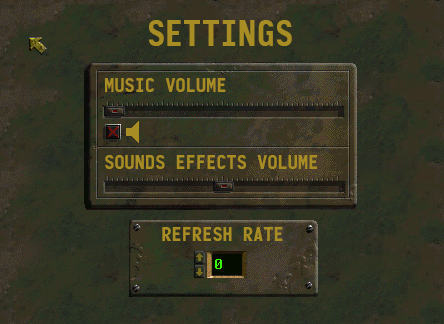 SETTINGS
MUSIC VOLUME
SOUNDS EFFECTS VOLUME
REFRESH RATE
0